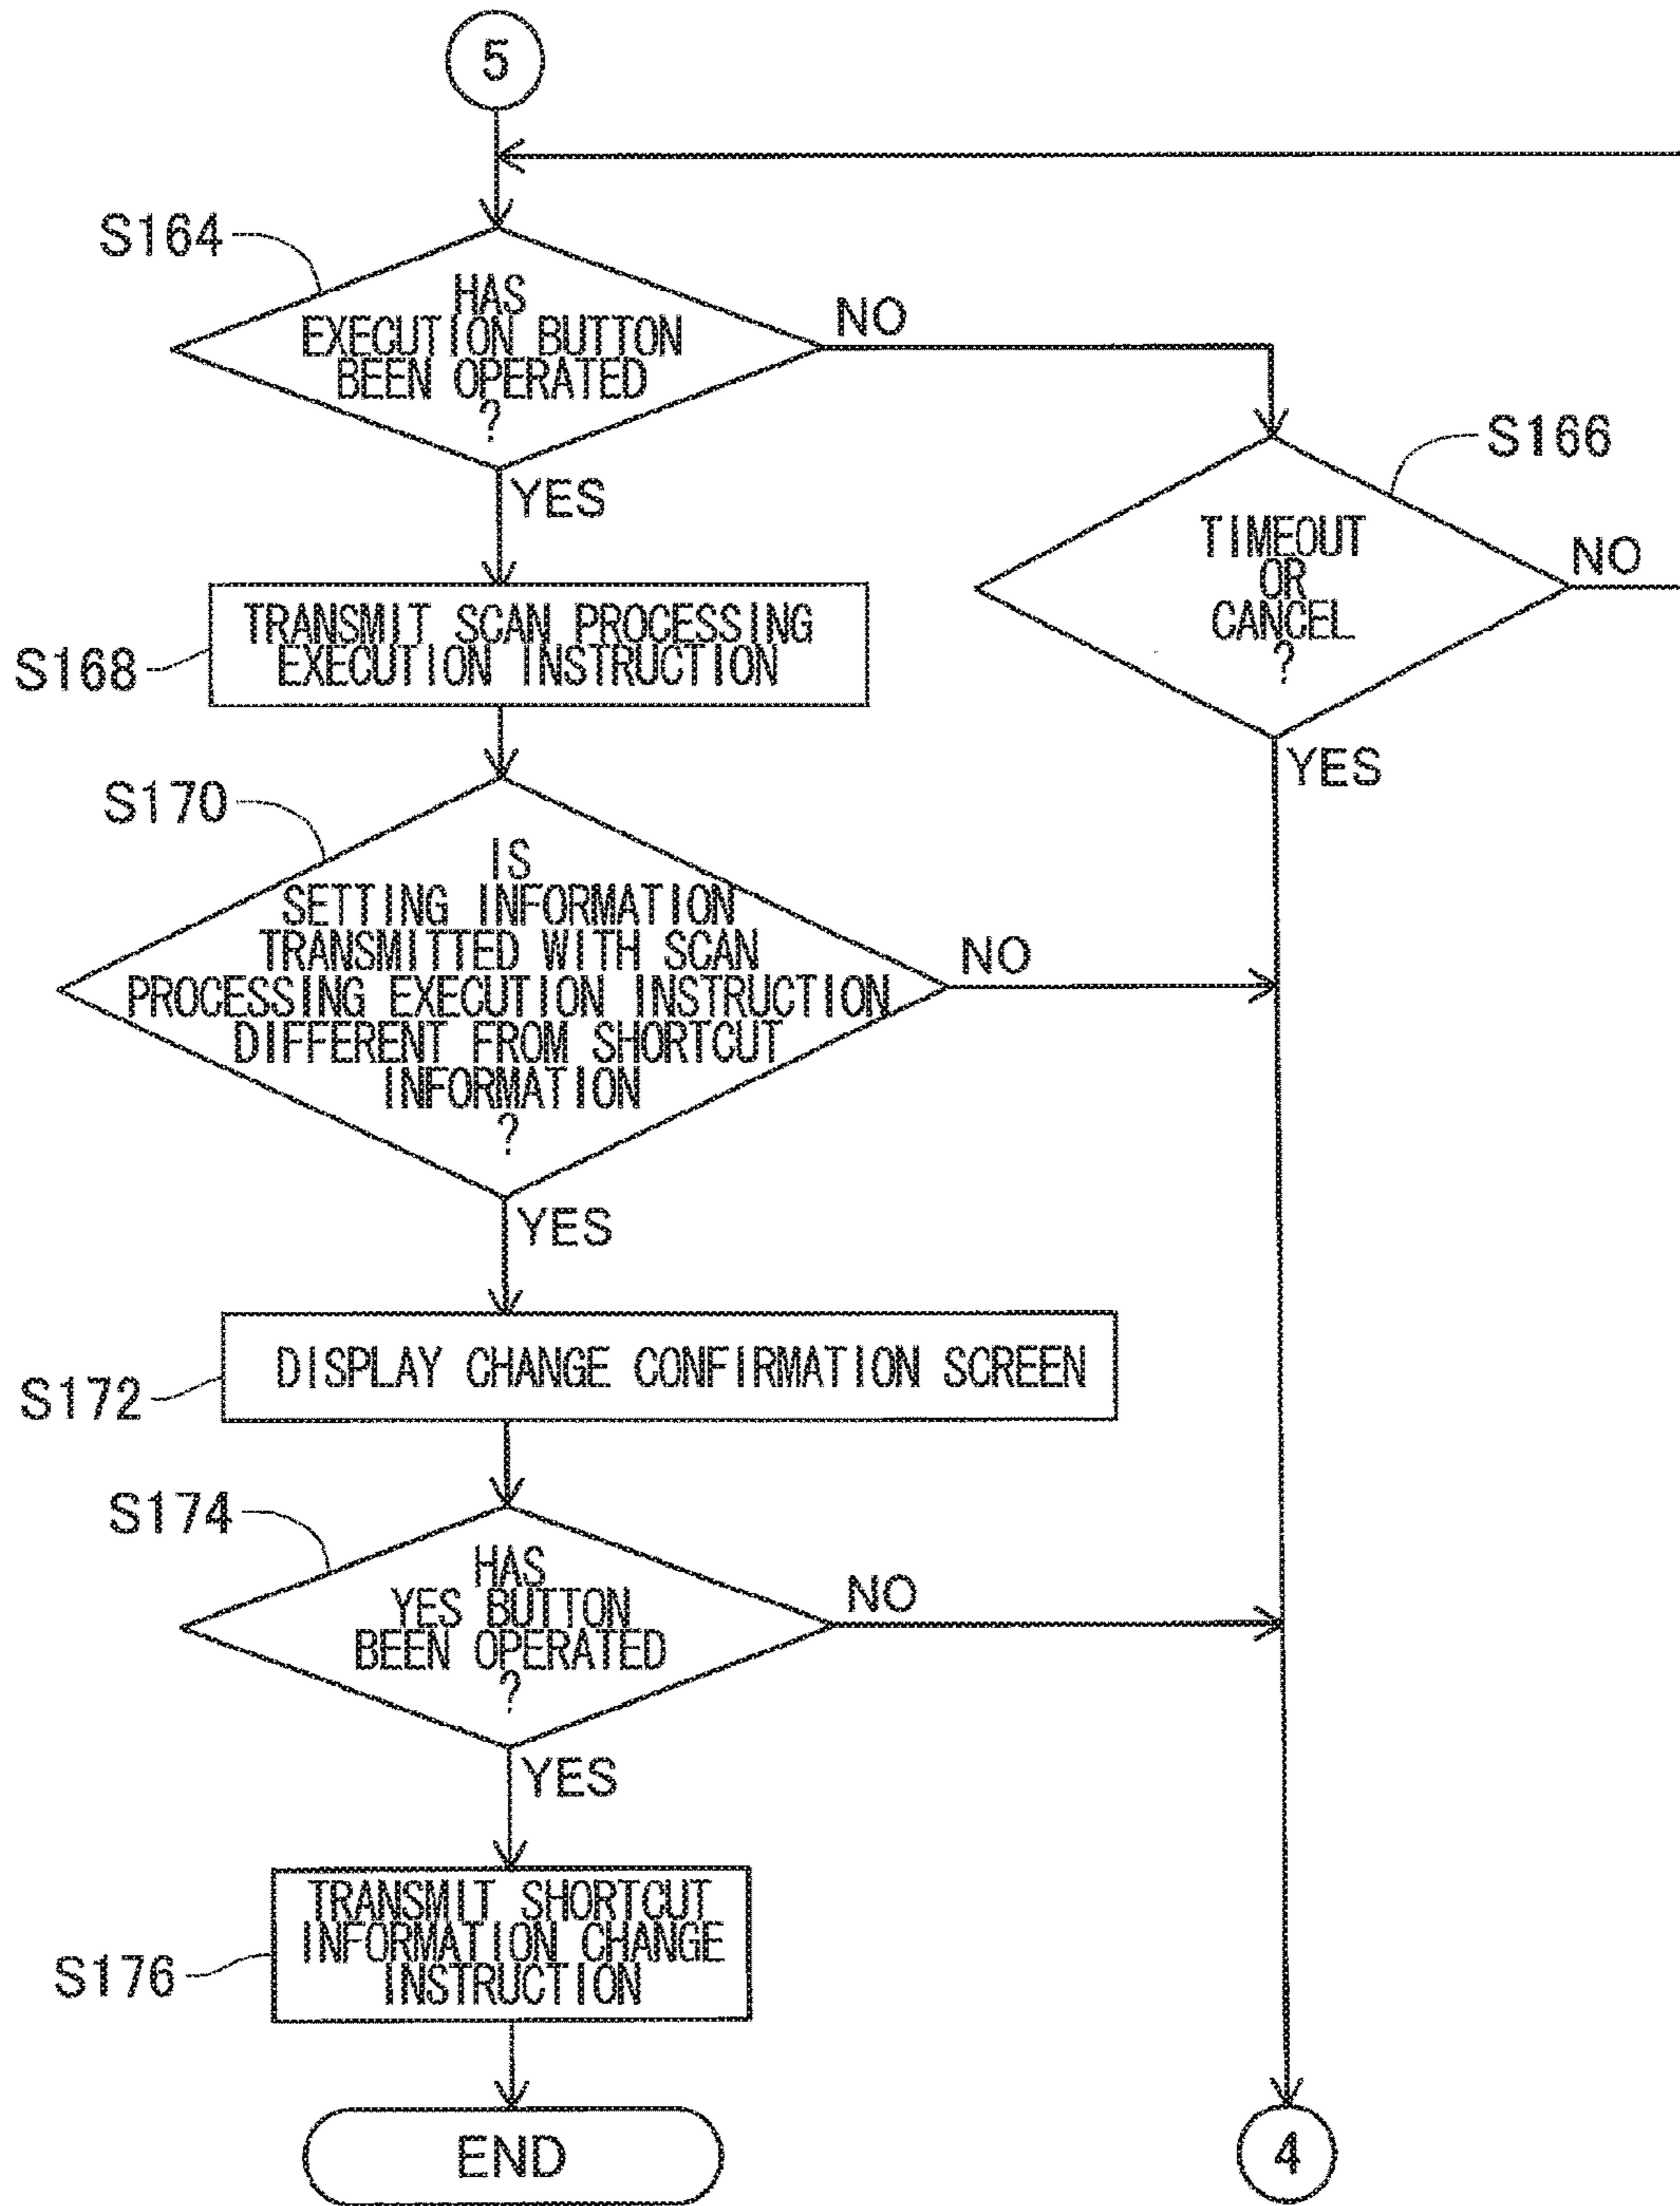 5
S164
HAS
EXECUTION BUTTON
BEEN OPERATED
?
NO
YES
S166
TIMEOUT
OR
CANCEL
?
NO
YES
S168
TRANSMIT SCAN PROCESSING
EXECUTION INSTRUCTION
S170
IS
SETTING INFORMATION
TRANSMITTED WITH SCAN
PROCESSING EXECUTION INSTRUCTION
DIFFERENT FROM SHORTCUT
INFORMATION
?
NO
YES
S172
DISPLAY CHANGE CONFIRMATION SCREEN
S174
HAS
YES BUTTON
BEEN OPERATED
?
NO
YES
S176
TRANSMIT SHORTCUT
INFORMATION CHANGE
INSTRUCTION
END
4